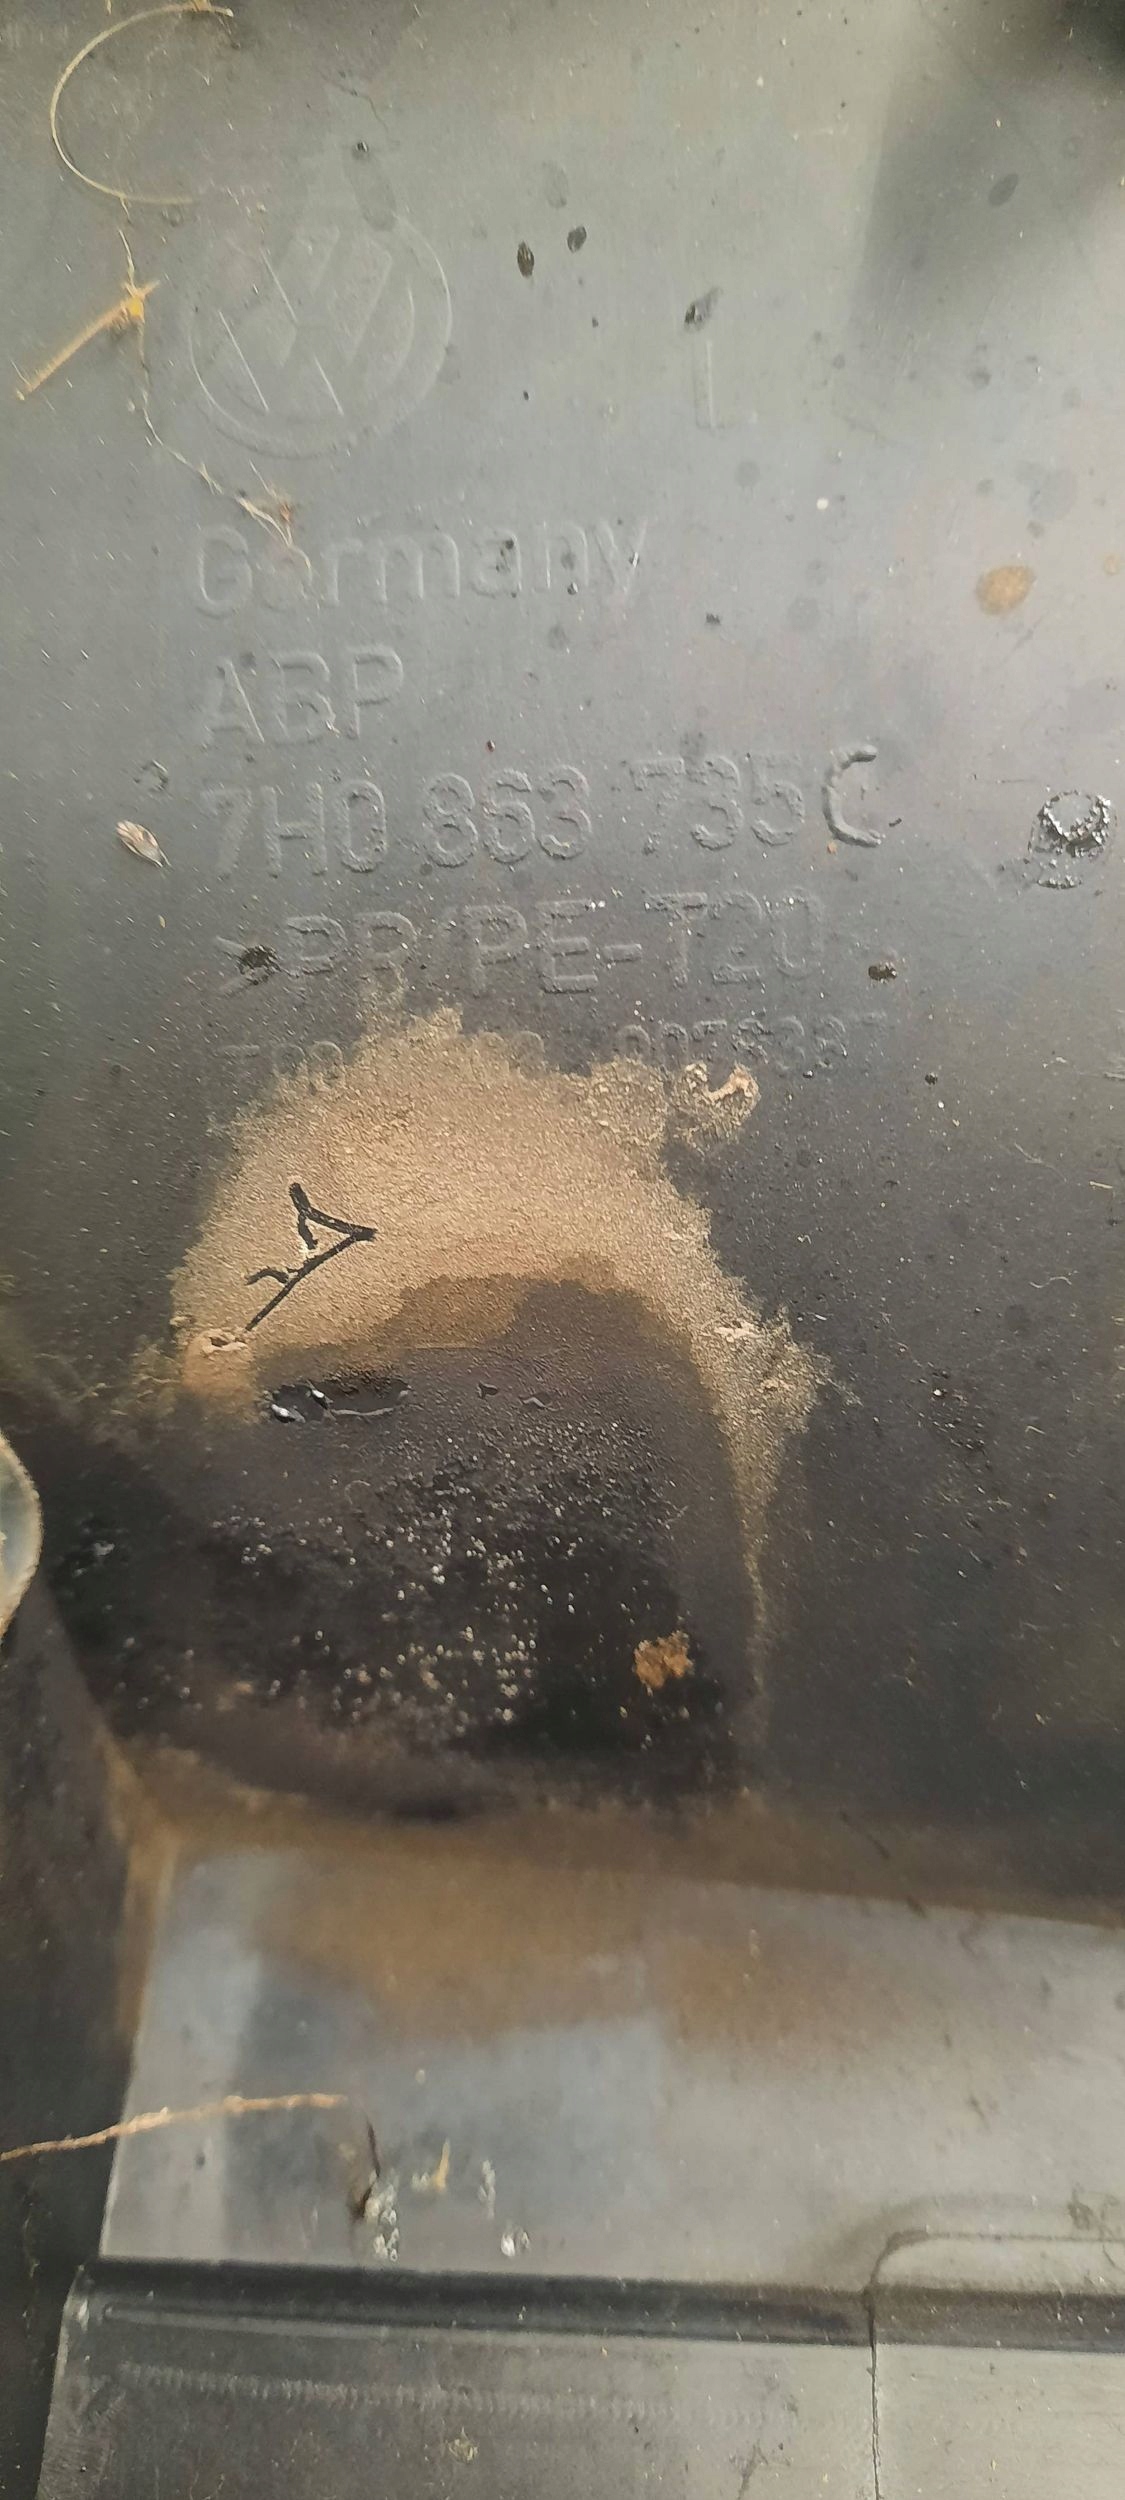 L
Germany
ABP
7H0 863 735 C
>PP/PE-T20